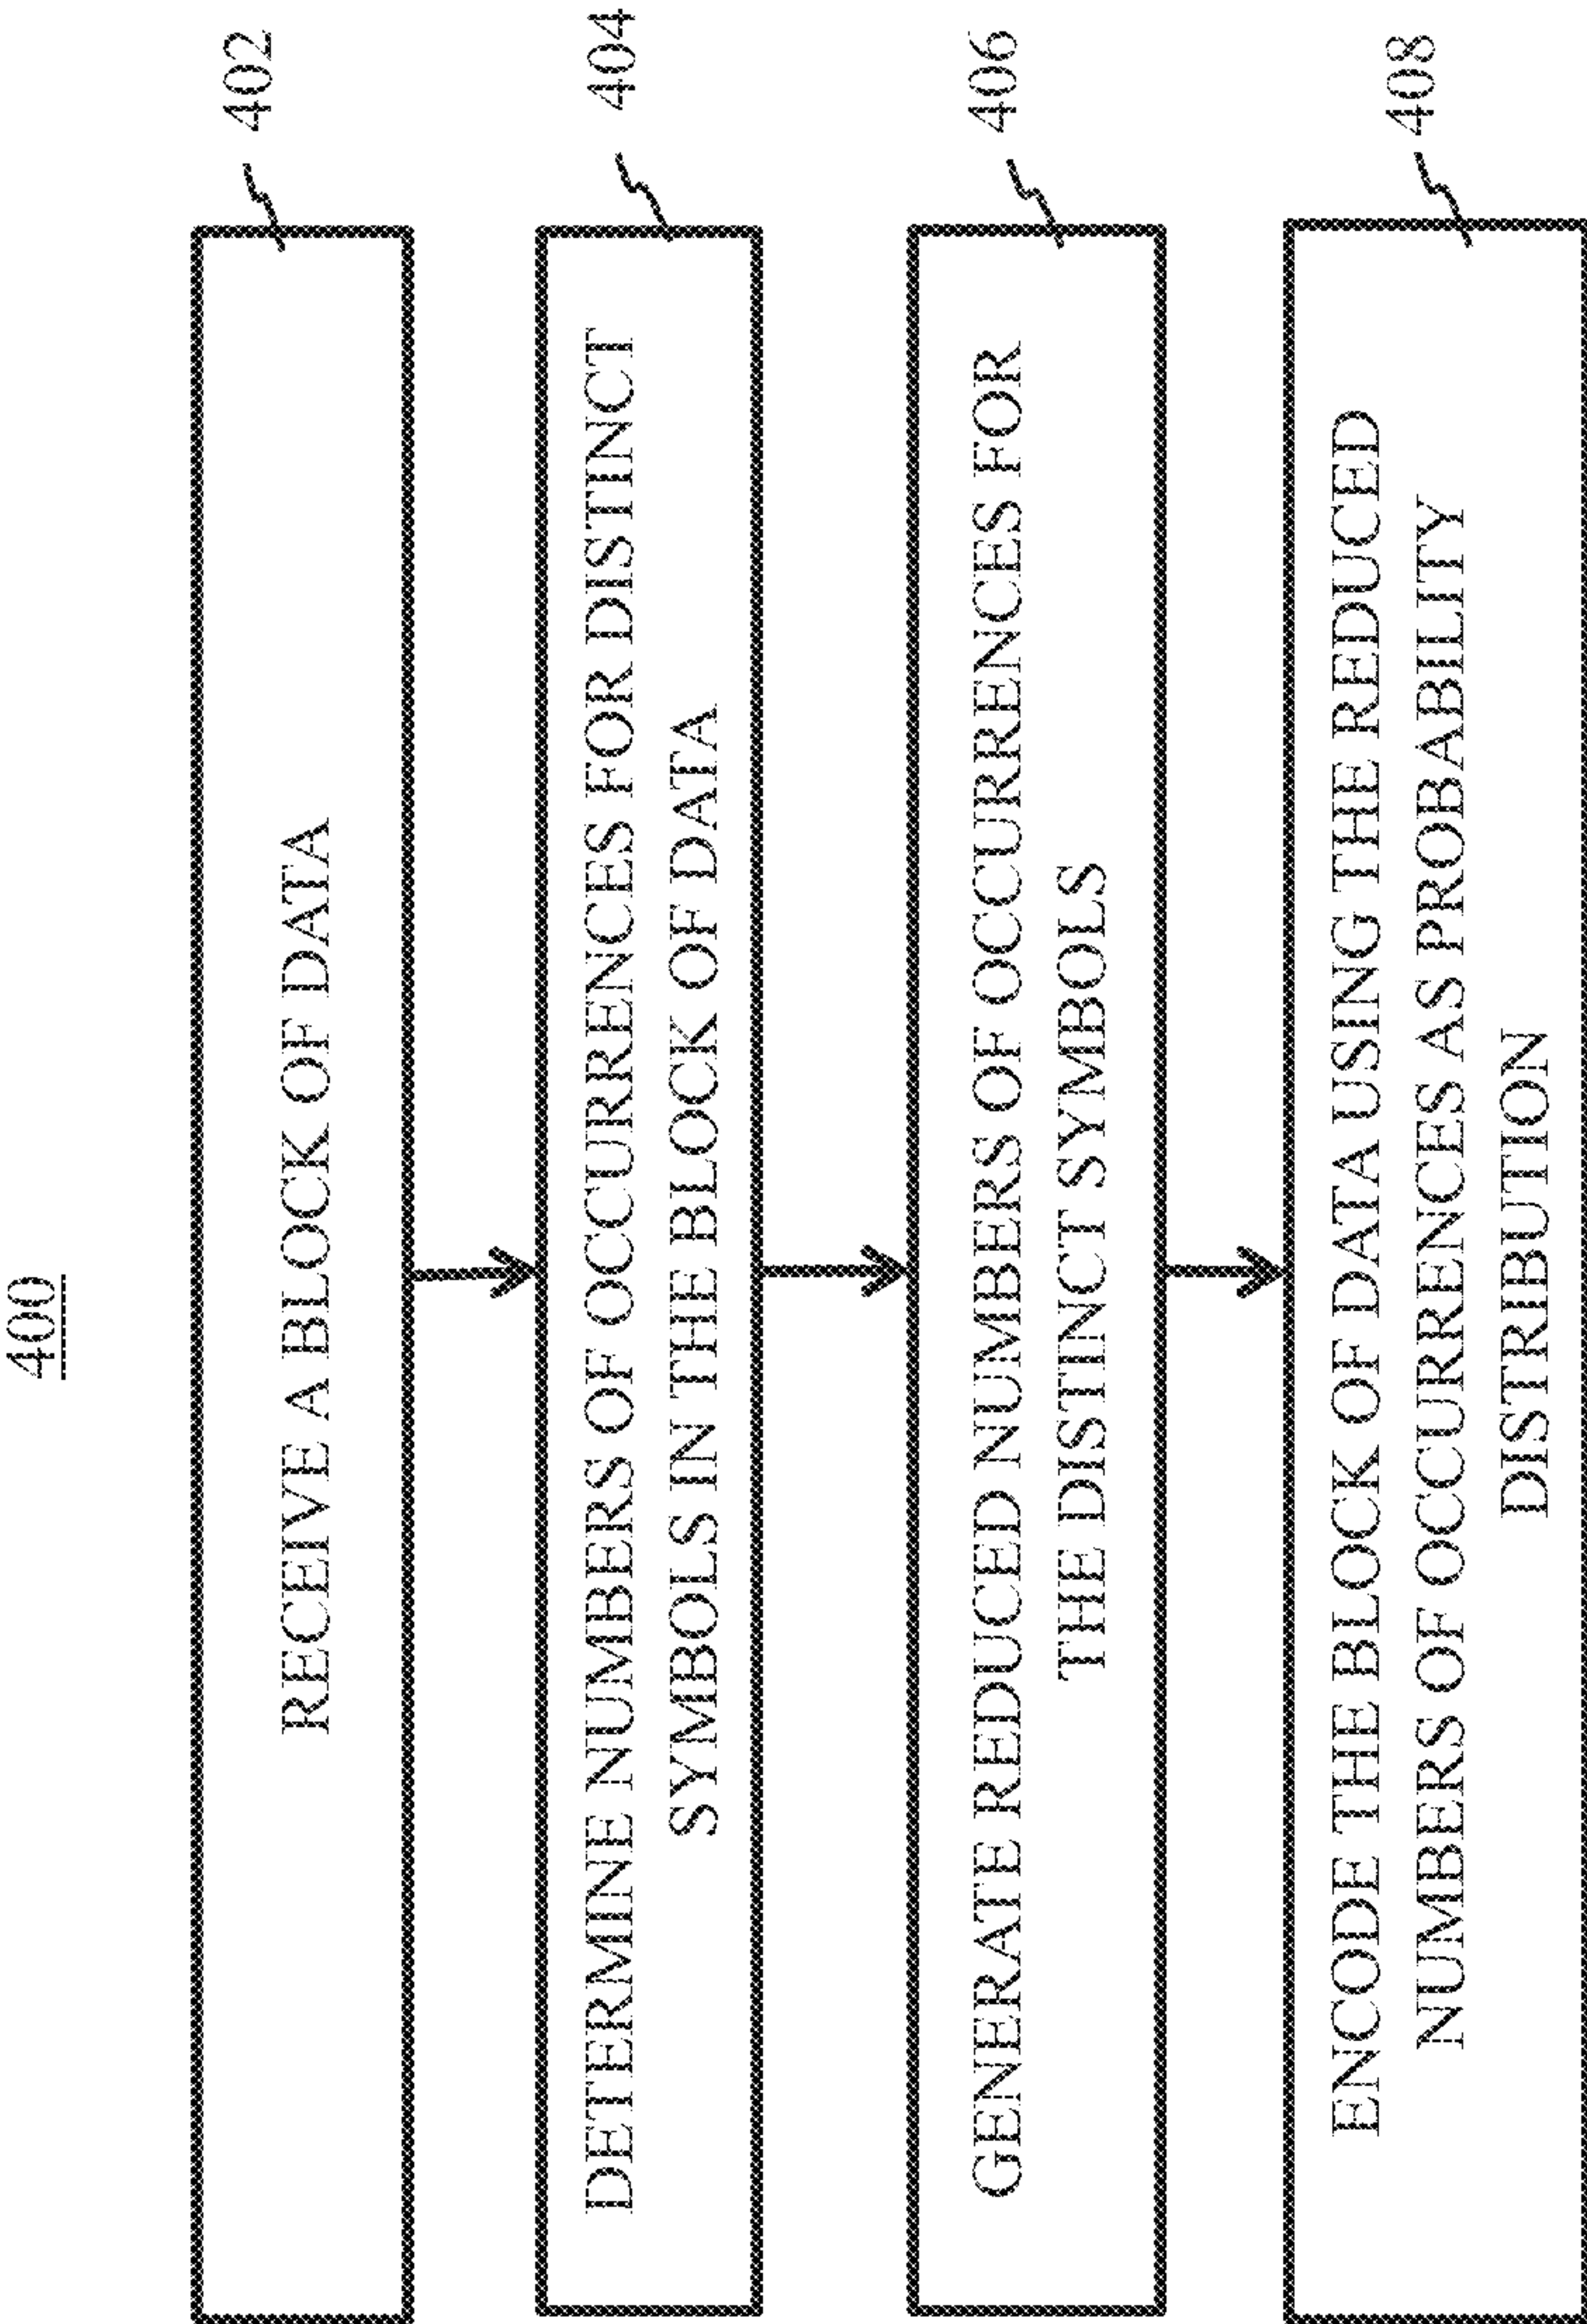 400
RECEIVE A BLOCK OF DATA
402
DETERMINE NUMBERS OF OCCURRENCES FOR DISTINCT
SYMBOLS IN THE BLOCK OF DATA
404
GENERATE REDUCED NUMBERS OF OCCURRENCES FOR
THE DISTINCT SYMBOLS
406
ENCODE THE BLOCK OF DATA USING THE REDUCED
NUMBERS OF OCCURRENCES AS PROBABILITY
DISTRIBUTION
408